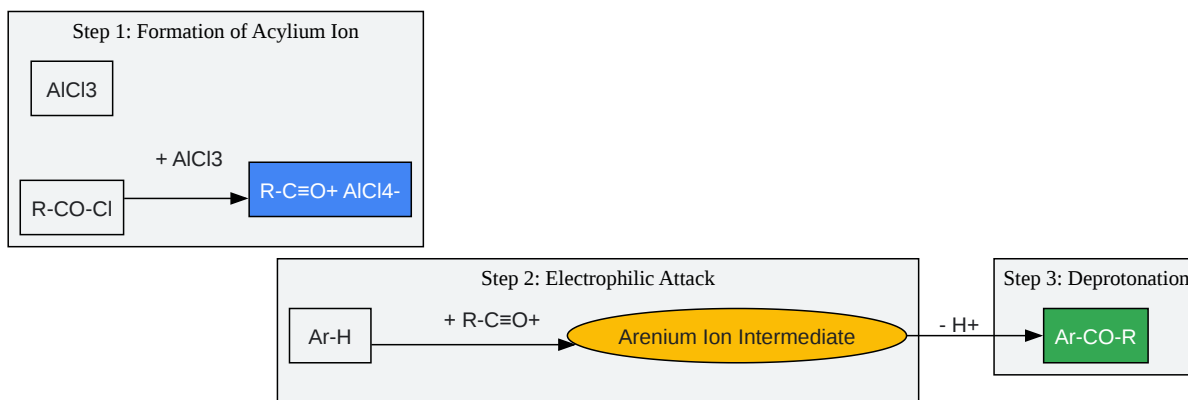 Step 1: Formation of Acylium Ion
AlCl3
+ AlCl3
R-CO-Cl
R-C≡O+ AlCl4-
Step 2: Electrophilic Attack
Ar-H
+ R-C≡O+
Arenium Ion Intermediate
- H+
Step 3: Deprotonation
Ar-CO-R